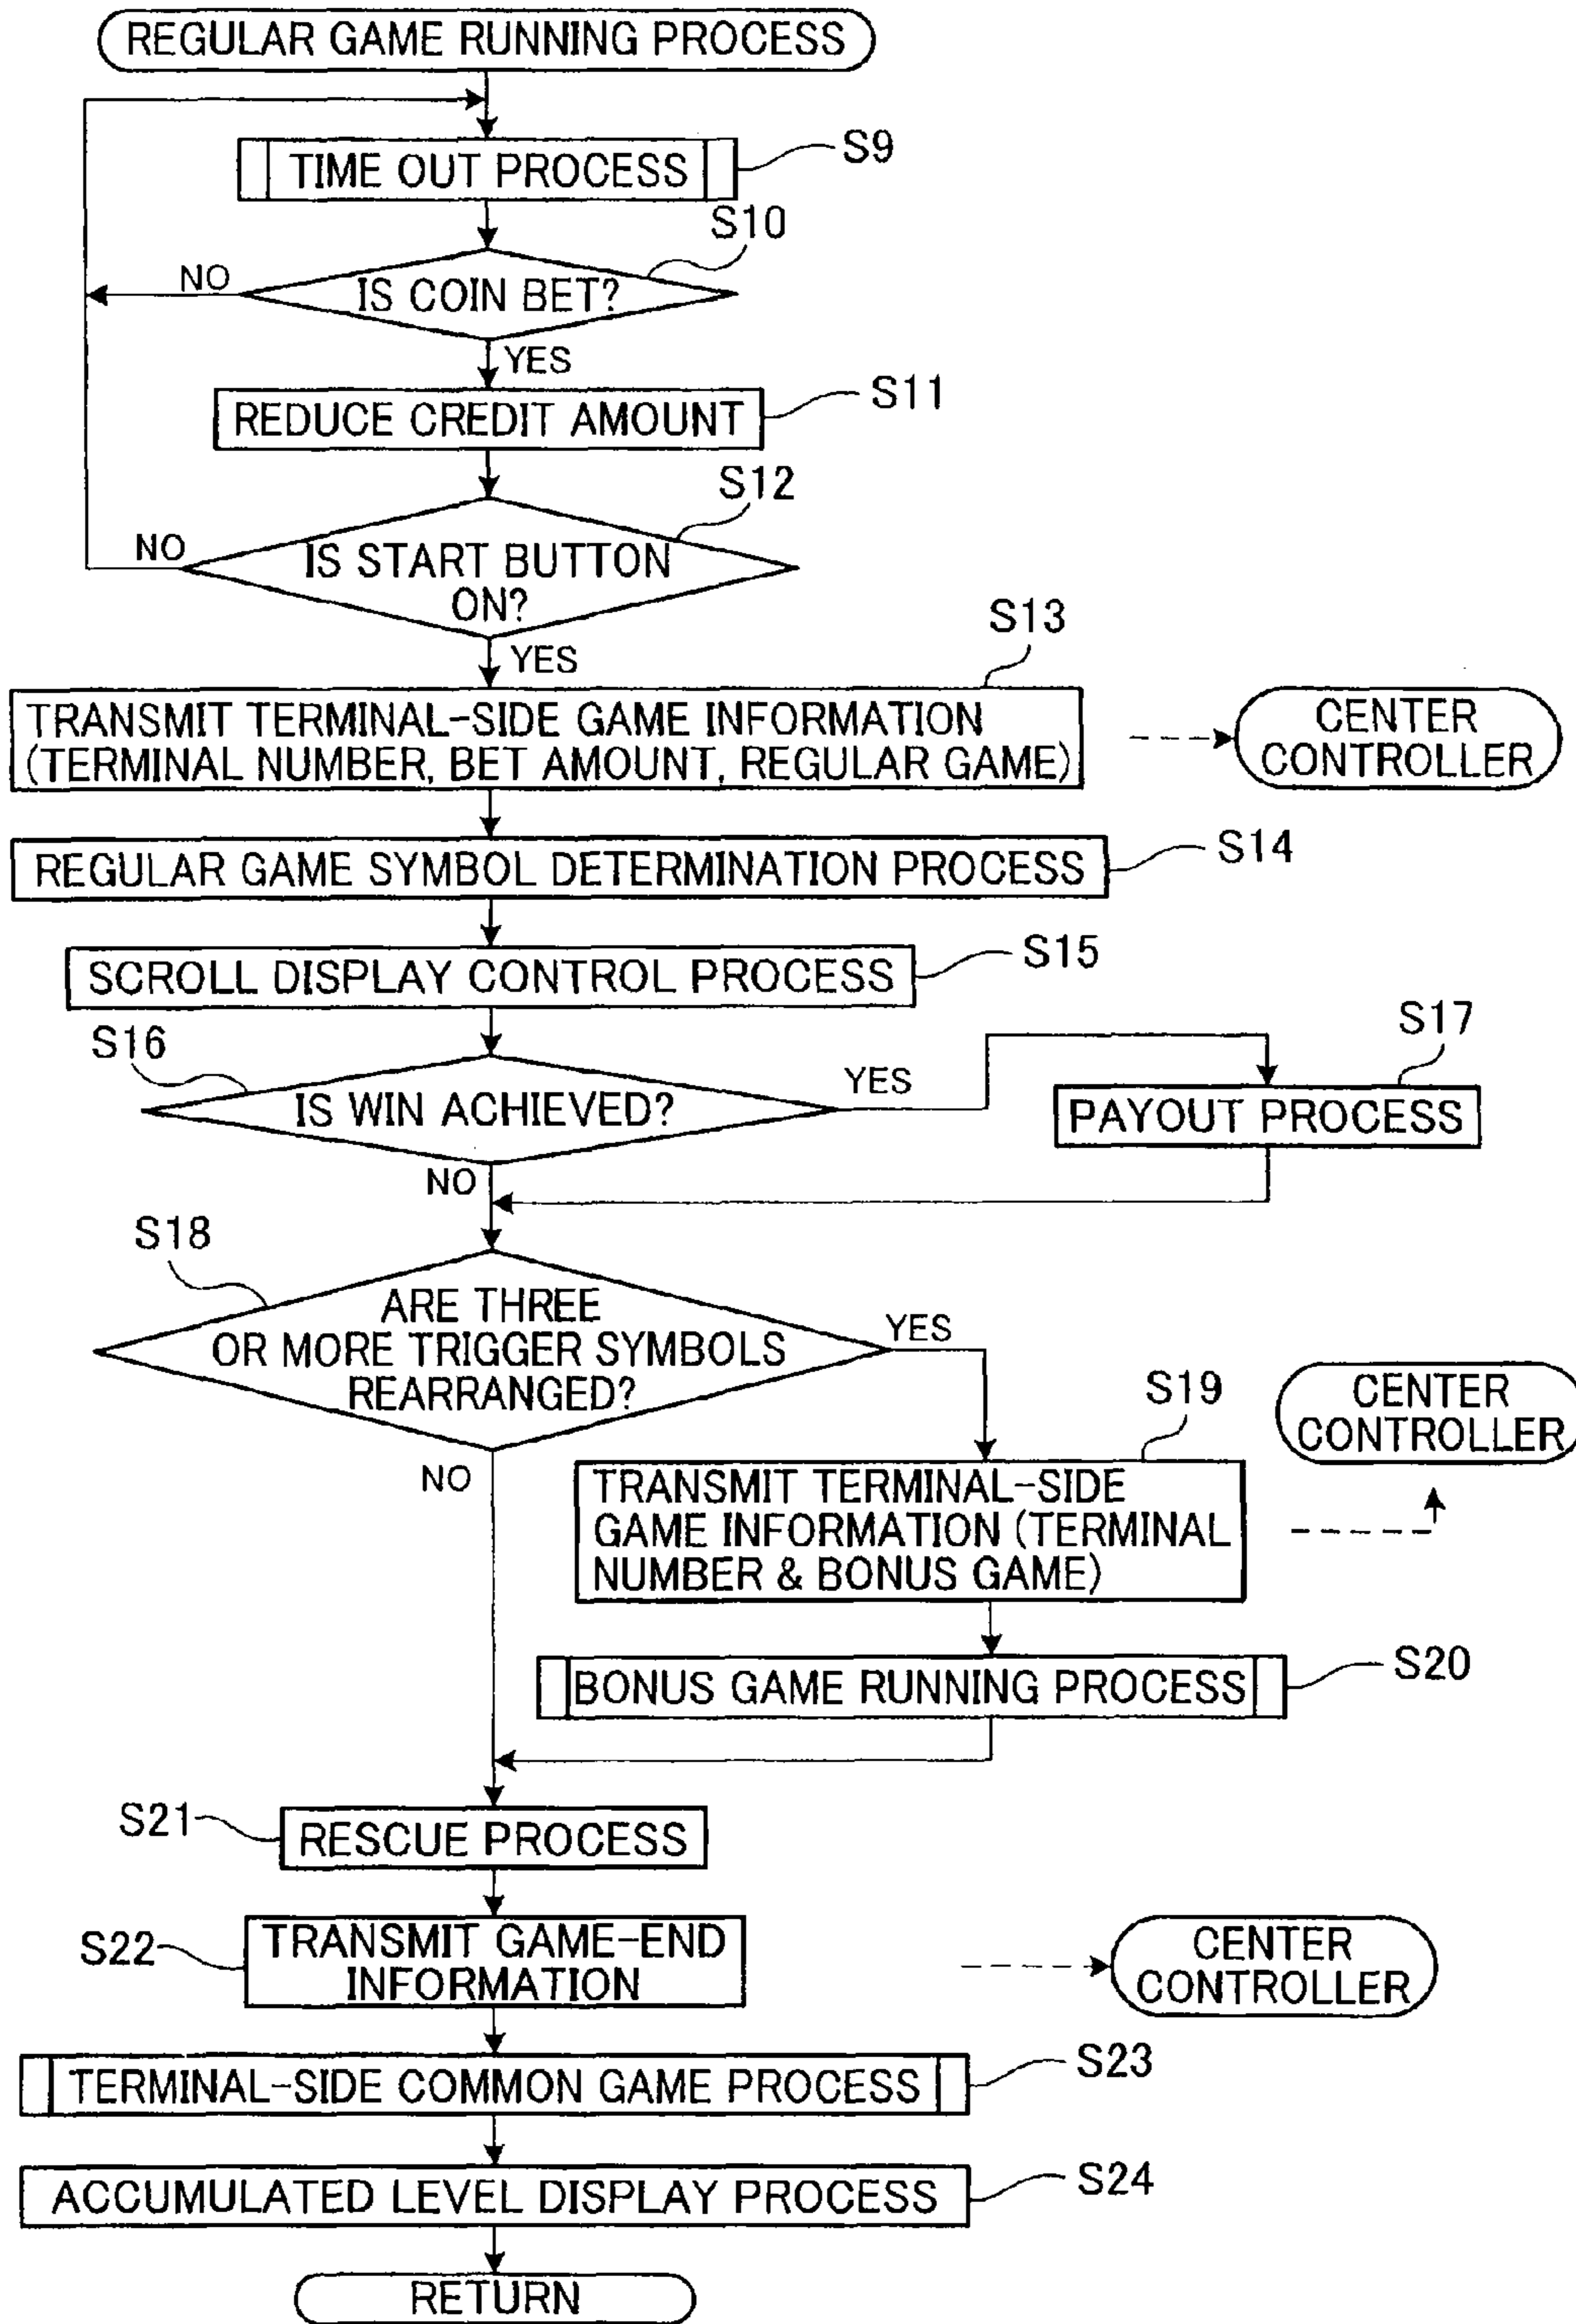 REGULAR GAME RUNNING PROCESS
TIME OUT PROCESS
S9
S10
NO
IS COIN BET?
YES
S11
REDUCE CREDIT AMOUNT
S12
NO
IS START BUTTON
ON?
YES
S13
TRANSMIT TERMINAL-SIDE GAME INFORMATION
(TERMINAL NUMBER, BET AMOUNT, REGULAR GAME)
CENTER
CONTROLLER
REGULAR GAME SYMBOL DETERMINATION PROCESS
S14
SCROLL DISPLAY CONTROL PROCESS
S15
S16
IS WIN ACHIEVED?
YES
S17
PAYOUT PROCESS
NO
S18
ARE THREE
OR MORE TRIGGER SYMBOLS
REARRANGED?
YES
NO
S19
TRANSMIT TERMINAL-SIDE
GAME INFORMATION (TERMINAL
NUMBER & BONUS GAME)
CENTER
CONTROLLER
BONUS GAME RUNNING PROCESS
S20
S21
RESCUE PROCESS
S22
TRANSMIT GAME-END
INFORMATION
CENTER
CONTROLLER
TERMINAL-SIDE COMMON GAME PROCESS
S23
ACCUMULATED LEVEL DISPLAY PROCESS
S24
RETURN